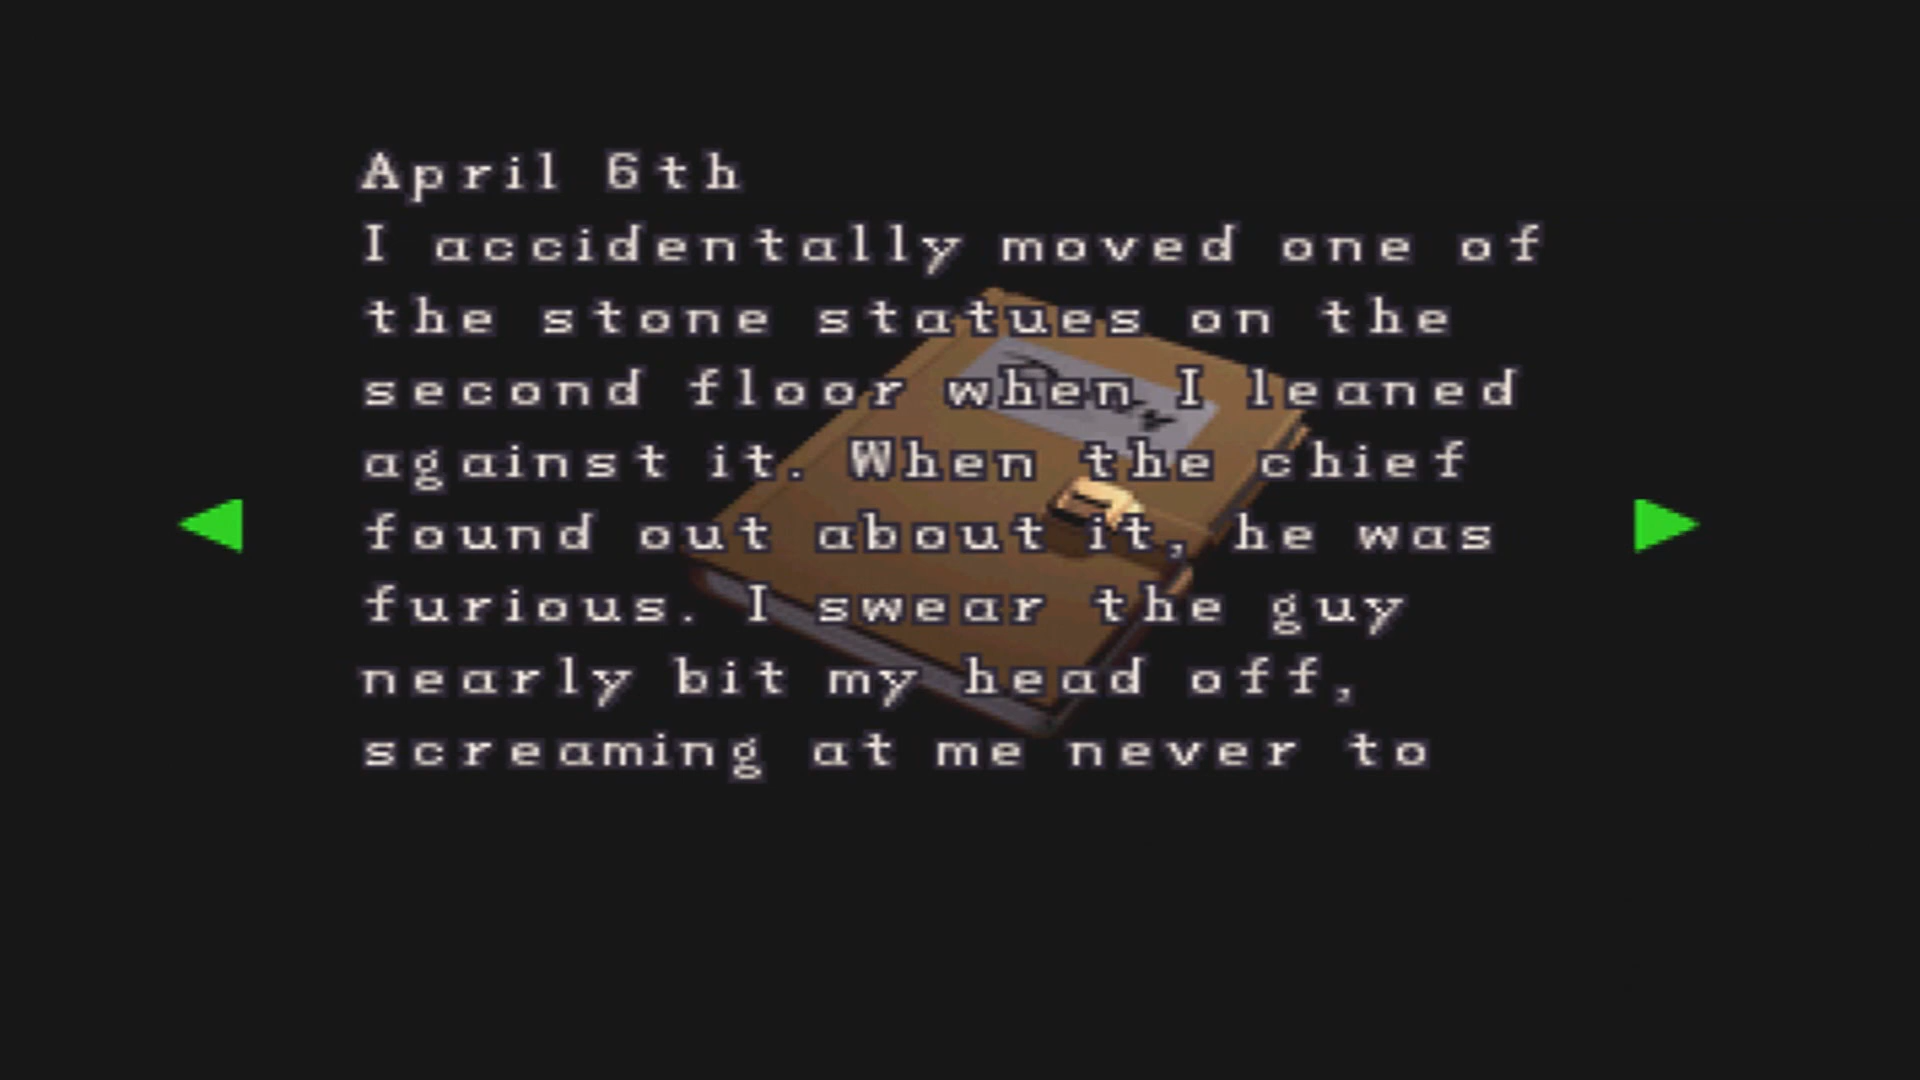 April 6th
I accidentally moved one of
the stone statues on the
second floor when I leaned
against it. When the chief
found out about it, he was
furious. I swear the guy
nearly bit my head off,
screaming at me never to